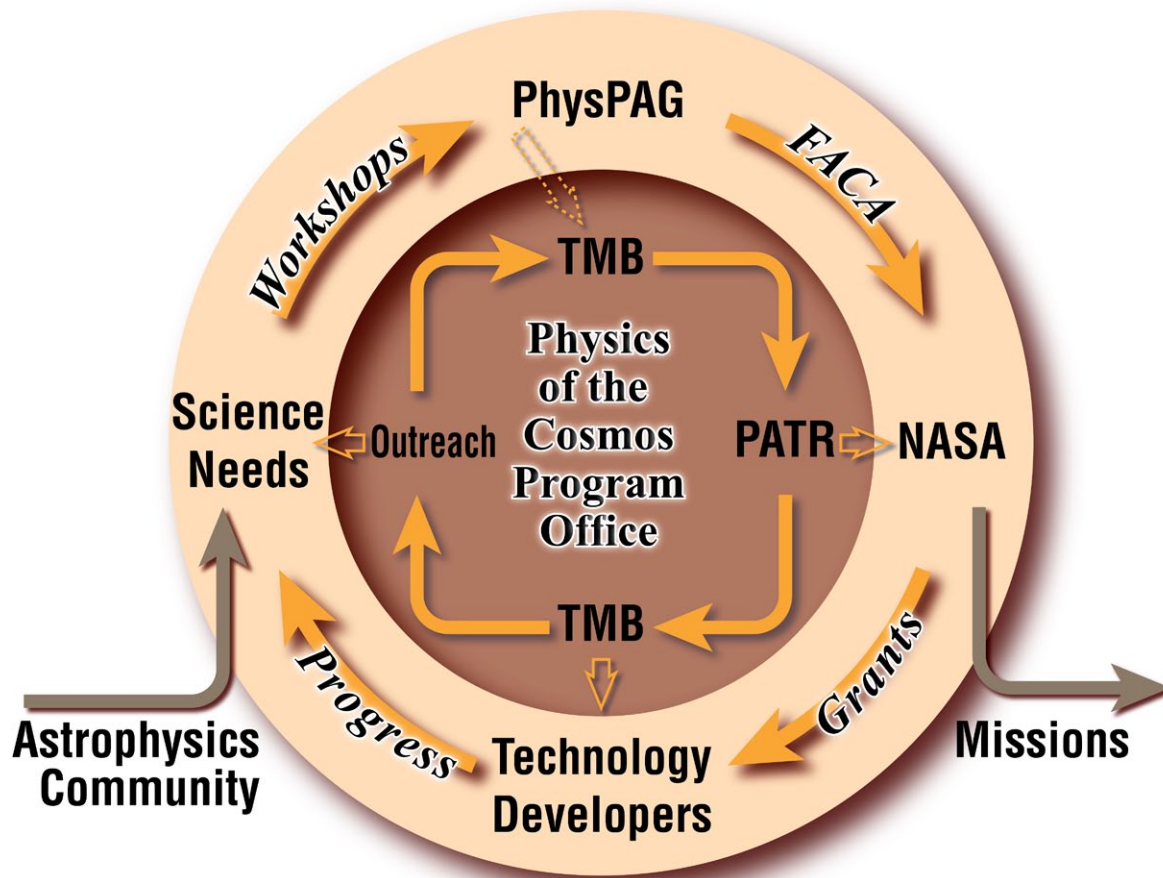 PhysPAG
FACA
Workshops
TMB
Physics
of the
Cosmos
Program
Office
Science
Needs
Outreach
PATR
NASA
TMB
Progress
Grants
Astrophysics
Community
Technology
Developers
Missions